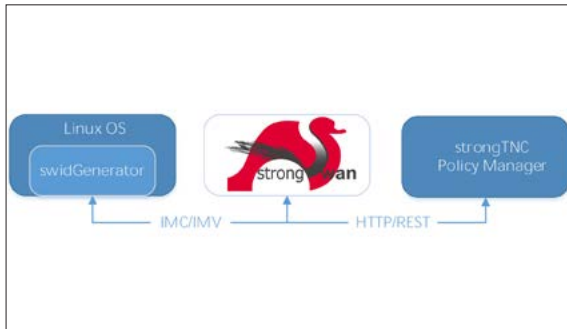 Linux OS
swidGenerator
strongSwan
strongTNC
Policy Manager
IMC/IMV
HTTP/REST